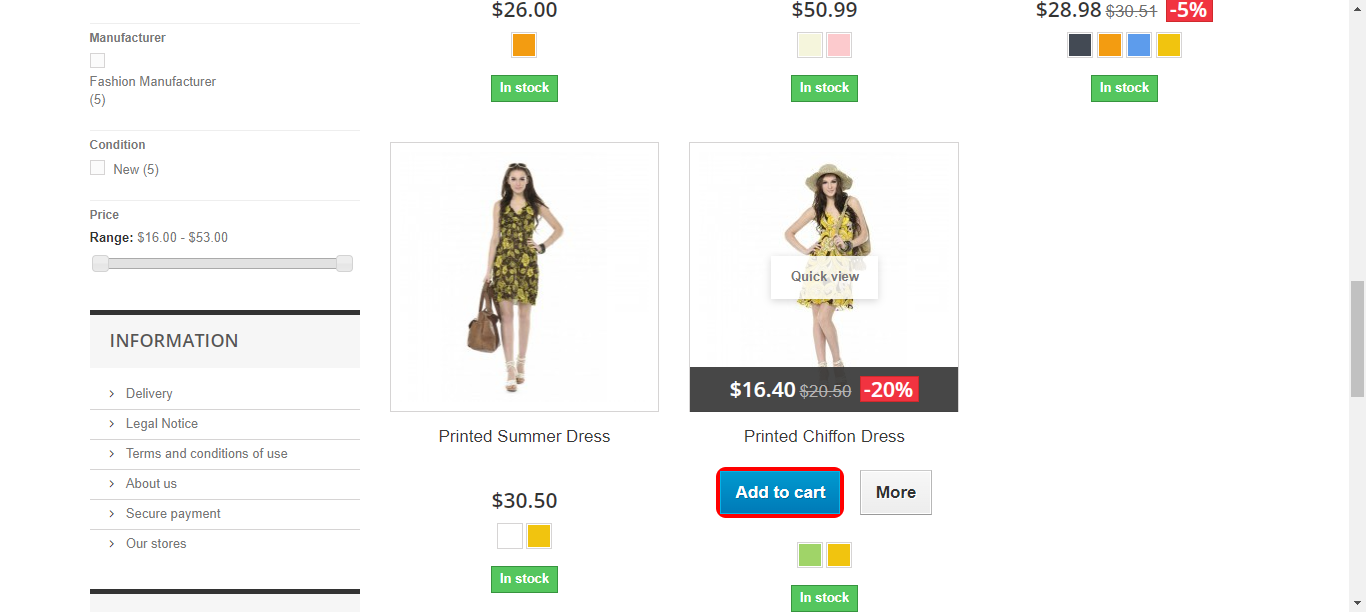 $26.00
$50.99
$28.98 $30.51 -5%
In stock
In stock
In stock
Manufacturer
Fashion Manufacturer
(5)
Condition
New (5)
Price
Range: $16.00 - $53.00
INFORMATION
Delivery
Legal Notice
Terms and conditions of use
About us
Secure payment
Our stores
Printed Summer Dress
$30.50
In stock
Quick view
$16.40 $20.50 -20%
Printed Chiffon Dress
Add to cart
More
In stock